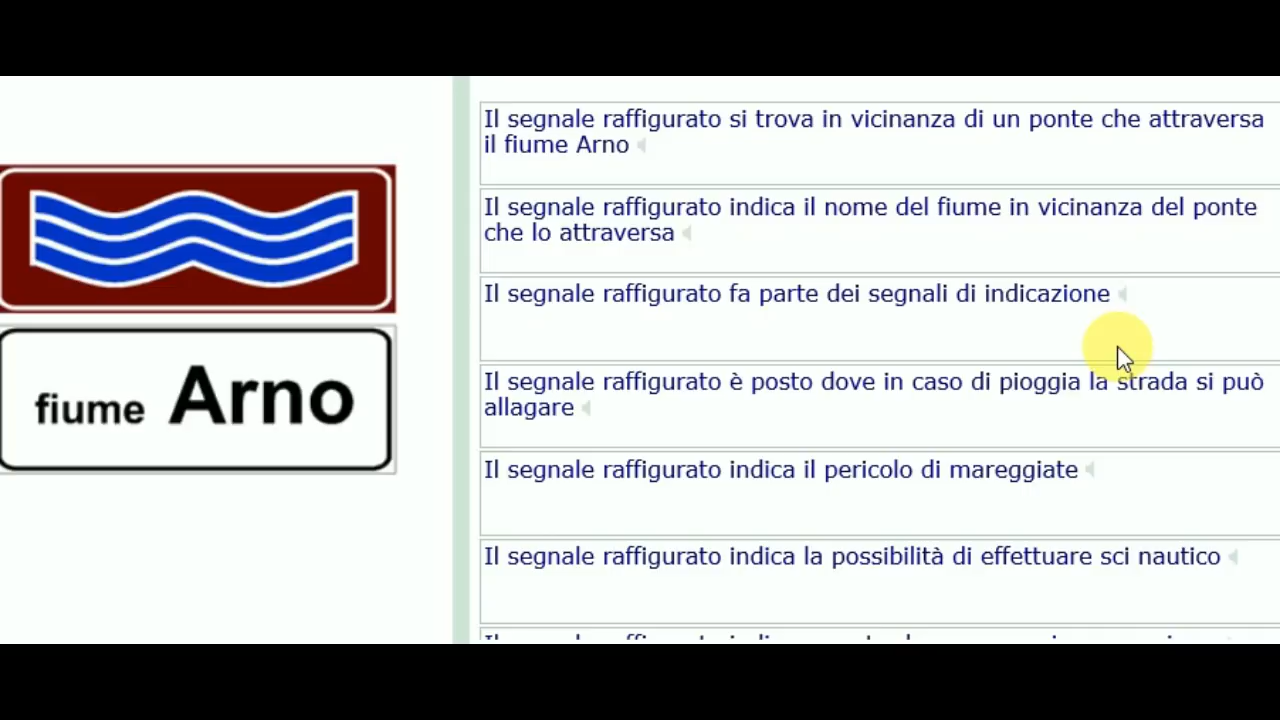 fiume Arno
Il segnale raffigurato si trova in vicinanza di un ponte che attraversa
il fiume Arno
Il segnale raffigurato indica il nome del fiume in vicinanza del ponte
che lo attraversa
Il segnale raffigurato fa parte dei segnali di indicazione
Il segnale raffigurato è posto dove in caso di pioggia la strada si può
allagare
Il segnale raffigurato indica il pericolo di mareggiate
Il segnale raffigurato indica la possibilità di effettuare sci nautico